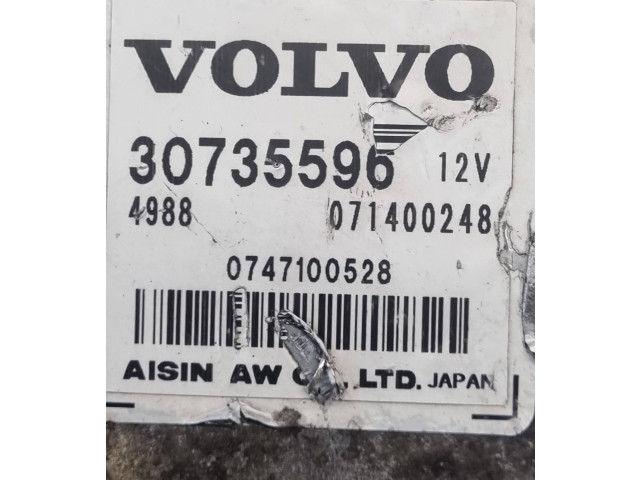 VOLVO
30735596 12V
4988 071400248
0747100528
AISIN AW LTD. JAPAN